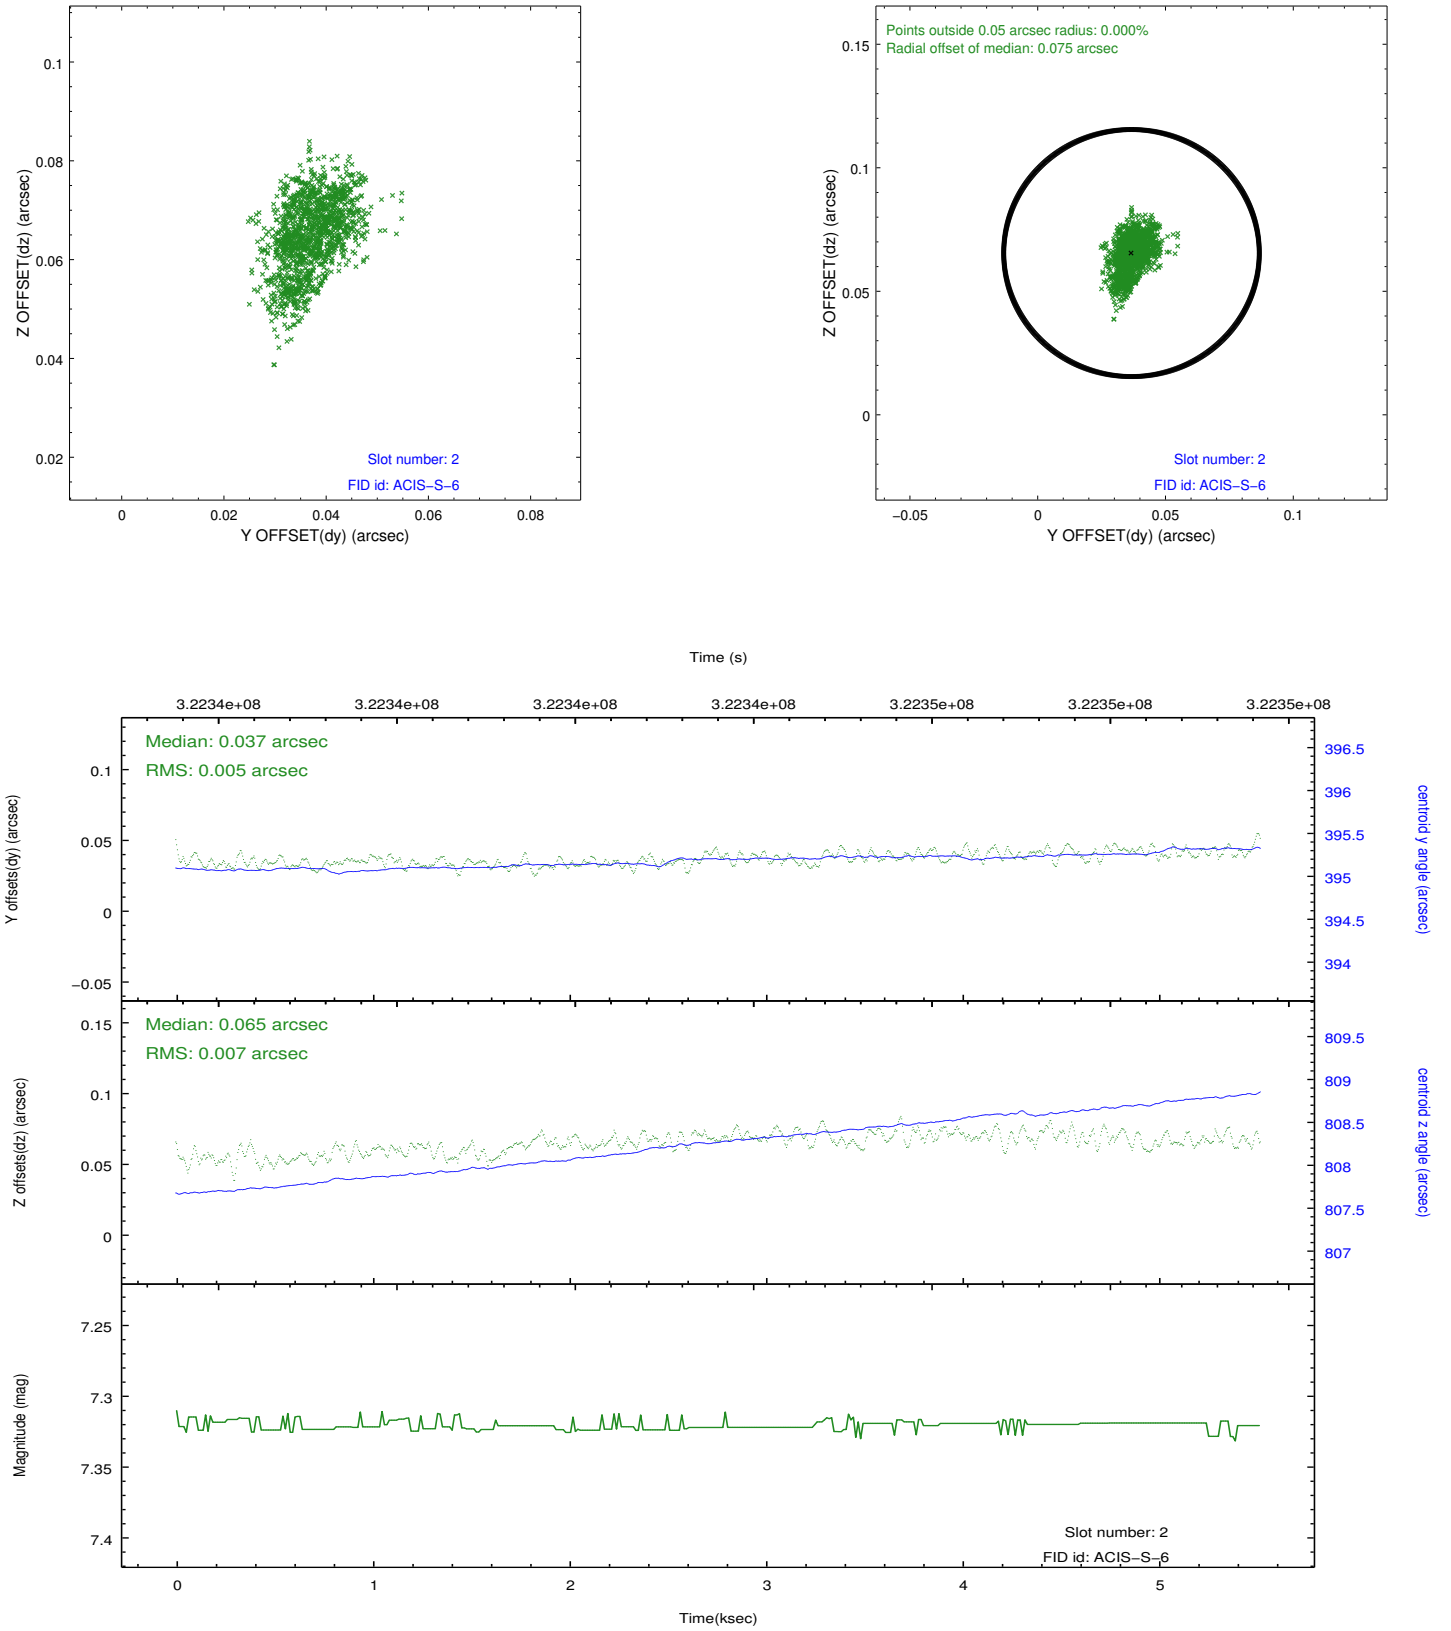 0.1
0.08
0.06
0.04
0.02
Z OFFSET(dz) (arcsec)
Slot number: 2
FID id: ACIS−S−6
0 0.02 0.04 0.06 0.08
Y OFFSET(dy) (arcsec)
Points outside 0.05 arcsec radius: 0.000%
Radial offset of median: 0.075 arcsec
0.15
0.1
0.05
0
Z OFFSET(dz) (arcsec)
Slot number: 2
FID id: ACIS−S−6
−0.05 0 0.05 0.1
Y OFFSET(dy) (arcsec)
Time (s)
3.2234e+08 3.2234e+08 3.2234e+08 3.2234e+08 3.2235e+08 3.2235e+08 3.2235e+08
Median: 0.037 arcsec
RMS: 0.005 arcsec
0.1
0.05
0
−0.05
Y offsets(dy) (arcsec)
396.5
396
395.5
395
394.5
394
centroid y angle (arcsec)
Median: 0.065 arcsec
RMS: 0.007 arcsec
0.15
0.1
0.05
0
Z offsets(dz) (arcsec)
809.5
809
808.5
808
807.5
807
centroid z angle (arcsec)
7.25
7.3
7.35
7.4
Magnitude (mag)
Slot number: 2
FID id: ACIS−S−6
0 1 2 3 4 5
Time(ksec)